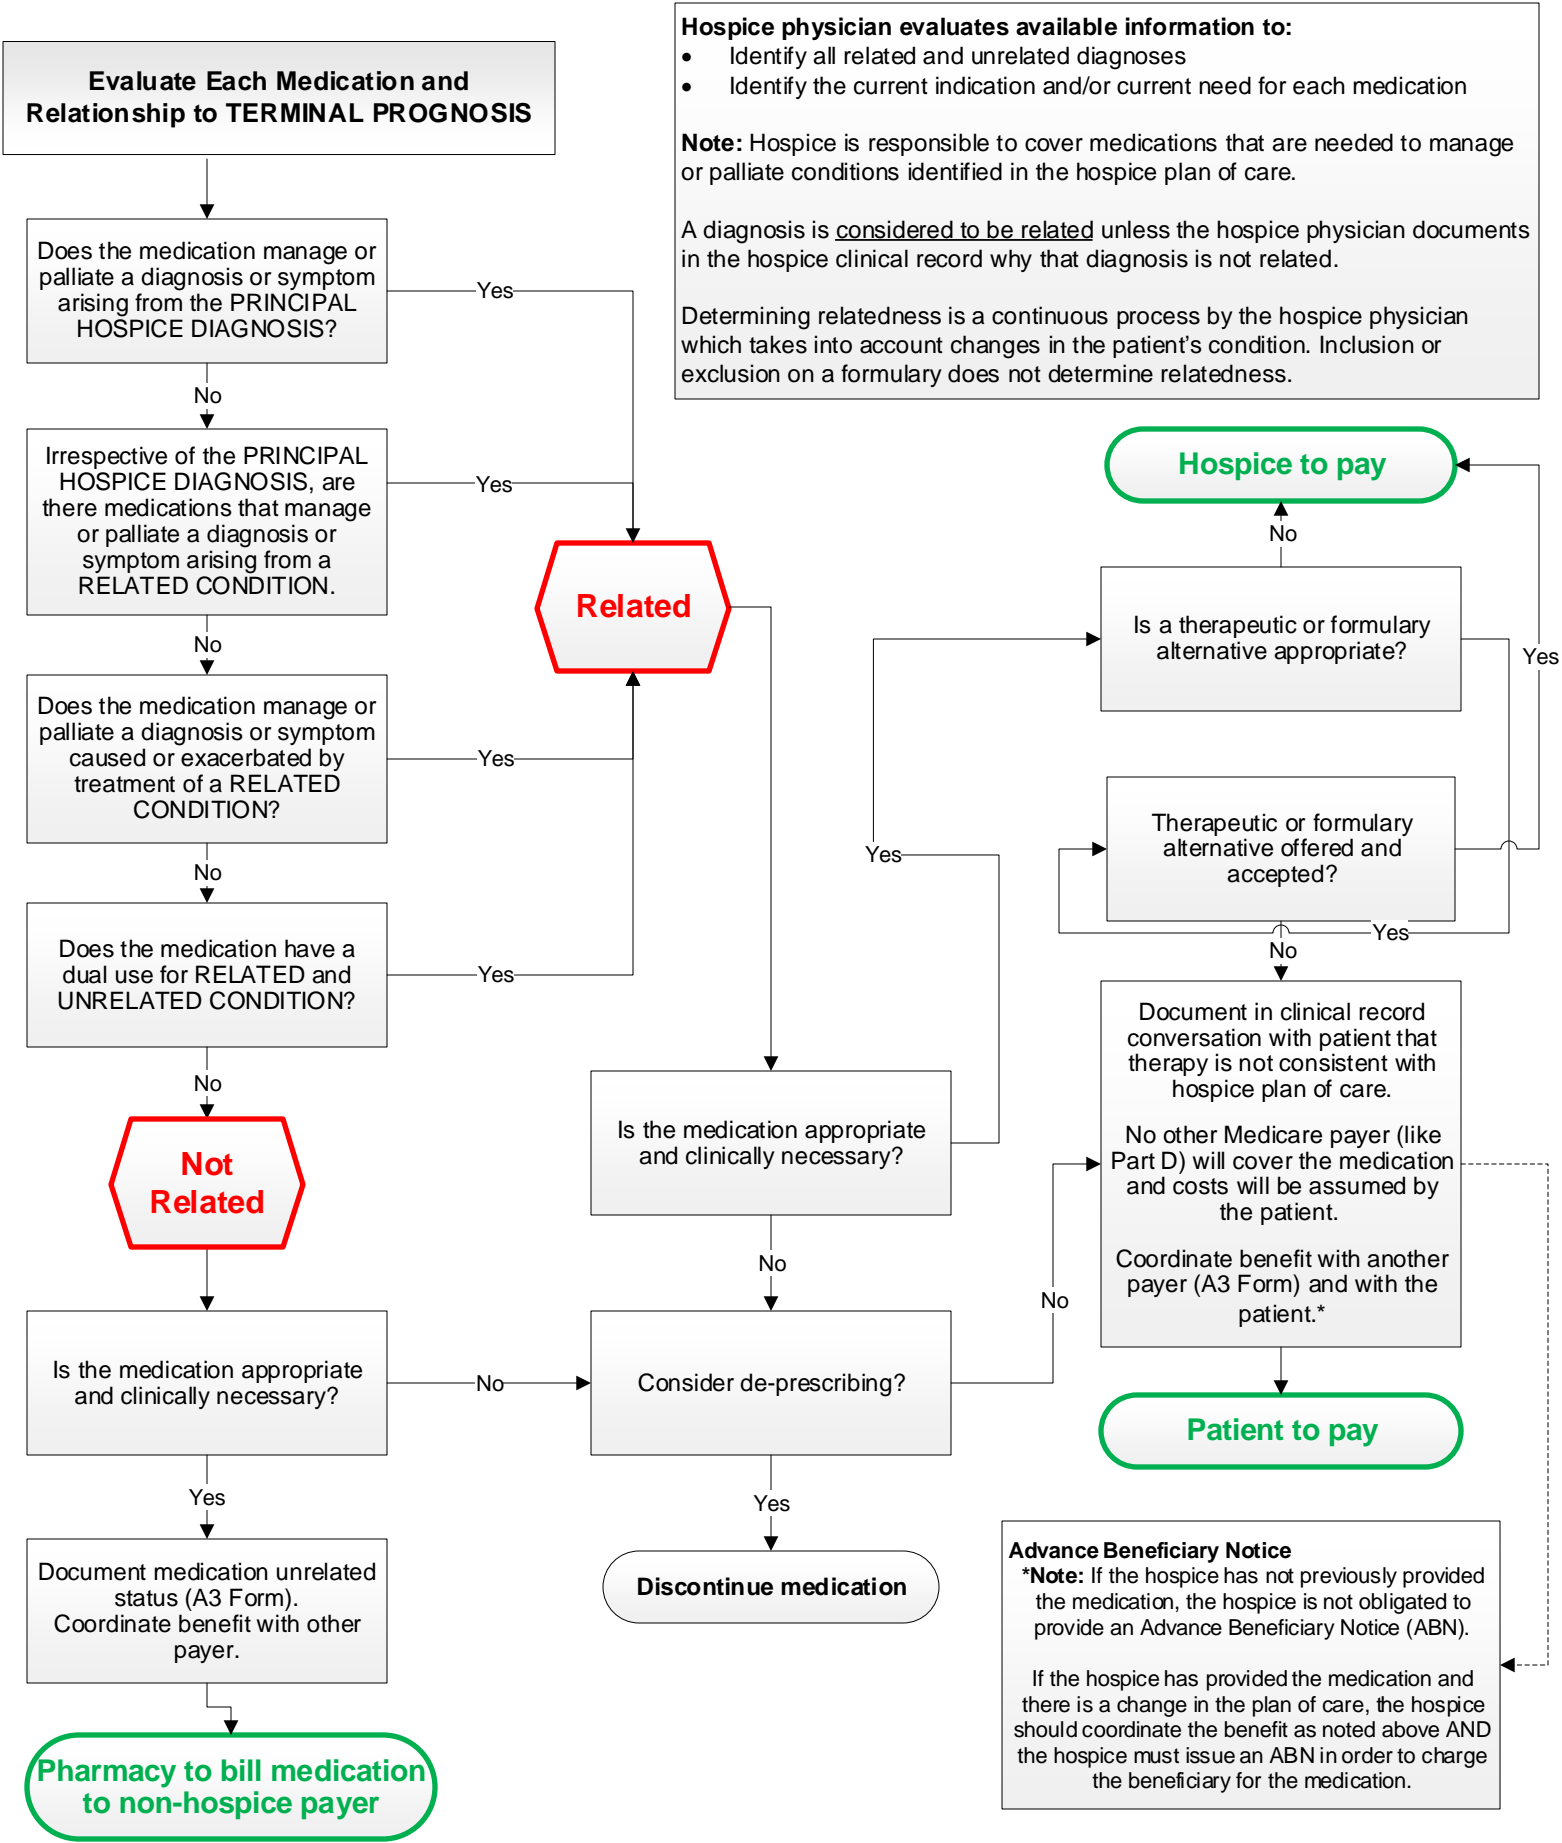 Evaluate Each Medication and
Relationship to TERMINAL PROGNOSIS
Hospice physician evaluates available information to:
• Identify all related and unrelated diagnoses
• Identify the current indication and/or current need for each medication
Note: Hospice is responsible to cover medications that are needed to manage
or palliate conditions identified in the hospice plan of care.
A diagnosis is considered to be related unless the hospice physician documents
in the hospice clinical record why that diagnosis is not related.
Determining relatedness is a continuous process by the hospice physician
which takes into account changes in the patient's condition. Inclusion or
exclusion on a formulary does not determine relatedness.
Does the medication manage or
palliate a diagnosis or symptom
arising from the PRINCIPAL
HOSPICE DIAGNOSIS?
Yes
No
Irrespective of the PRINCIPAL
HOSPICE DIAGNOSIS, are
there medications that manage
or palliate a diagnosis or
symptom arising from a
RELATED CONDITION.
Yes
No
Does the medication manage or
palliate a diagnosis or symptom
caused or exacerbated by
treatment of a RELATED
CONDITION?
Yes
No
Does the medication have a
dual use for RELATED and
UNRELATED CONDITION?
Yes
No
Not
Related
Is the medication appropriate
and clinically necessary?
No
Yes
Document medication unrelated
status (A3 Form).
Coordinate benefit with other
payer.
Pharmacy to bill medication
to non-hospice payer
Related
Is the medication appropriate
and clinically necessary?
Yes
No
Consider de-prescribing?
No
Yes
Discontinue medication
Hospice to pay
No
Is a therapeutic or formulary
alternative appropriate?
Yes
Therapeutic or formulary
alternative offered and
accepted?
Yes
No
Document in clinical record
conversation with patient that
therapy is not consistent with
hospice plan of care.
No other Medicare payer (like
Part D) will cover the medication
and costs will be assumed by
the patient.
Coordinate benefit with another
payer (A3 Form) and with the
patient.*
Patient to pay
Advance Beneficiary Notice
*Note: If the hospice has not previously provided
the medication, the hospice is not obligated to
provide an Advance Beneficiary Notice (ABN).
If the hospice has provided the medication and
there is a change in the plan of care, the hospice
should coordinate the benefit as noted above AND
the hospice must issue an ABN in order to charge
the beneficiary for the medication.